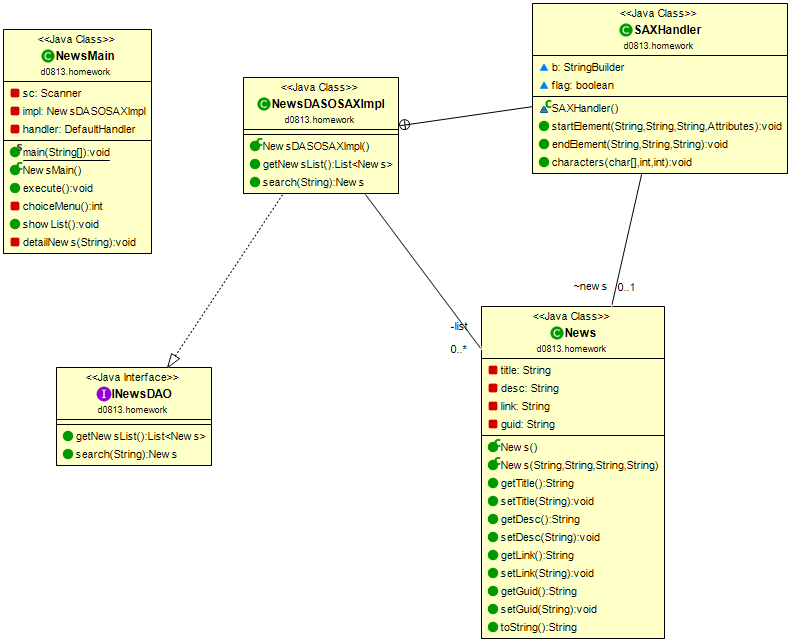 <<Java Class>>
NewsMain
d0813.homework
sc: Scanner
impl: NewsDASOSAXImpl
handler: DefaultHandler
main(String[]):void
NewsMain()
execute():void
choiceMenu():int
showList():void
detailNews(String):void
<<Java Class>>
NewsDASOSAXImpl
d0813.homework
NewsDASOSAXImpl()
getNewsList():List<News>
search(String):News
<<Java Class>>
SAXHandler
d0813.homework
b: StringBuilder
flag: boolean
SAXHandler()
startElement(String,String,String,Attributes):void
endElement(String,String,String):void
characters(char[],int,int):void
~news
0..1
-list
0..*
<<Java Interface>>
INewsDAO
d0813.homework
getNewsList():List<News>
search(String):News
<<Java Class>>
News
d0813.homework
title: String
desc: String
link: String
guid: String
News()
News(String,String,String,String)
getTitle():String
setTitle(String):void
getDesc():String
setDesc(String):void
getLink():String
setLink(String):void
getGuid():String
setGuid(String):void
toString():String